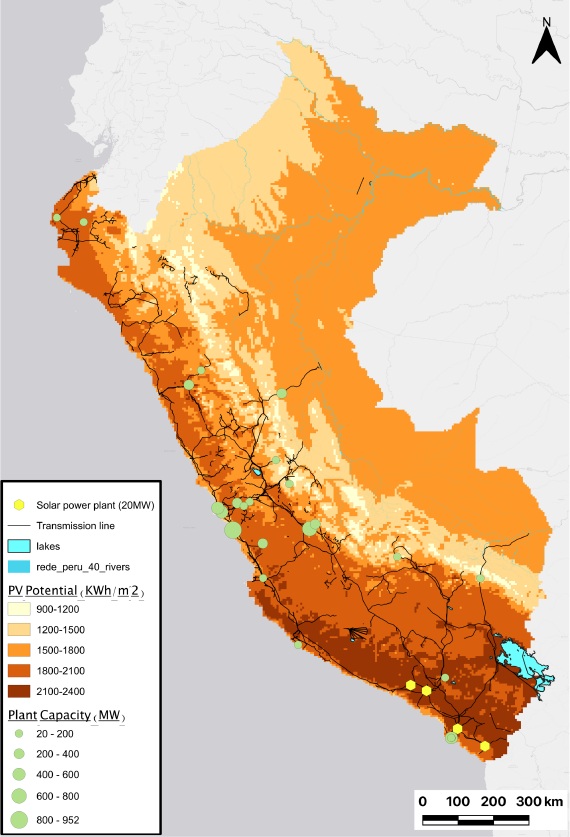 N
Solar power plant (20MW)
Transmission line
lakes
rede_peru_40_rivers
PV Potential (KWh/m^2)
900-1200
1200-1500
1500-1800
1800-2100
2100-2400
Plant Capacity (MW)
20 - 200
200 - 400
400 - 600
600 - 800
800 - 952
0 100 200 300 km